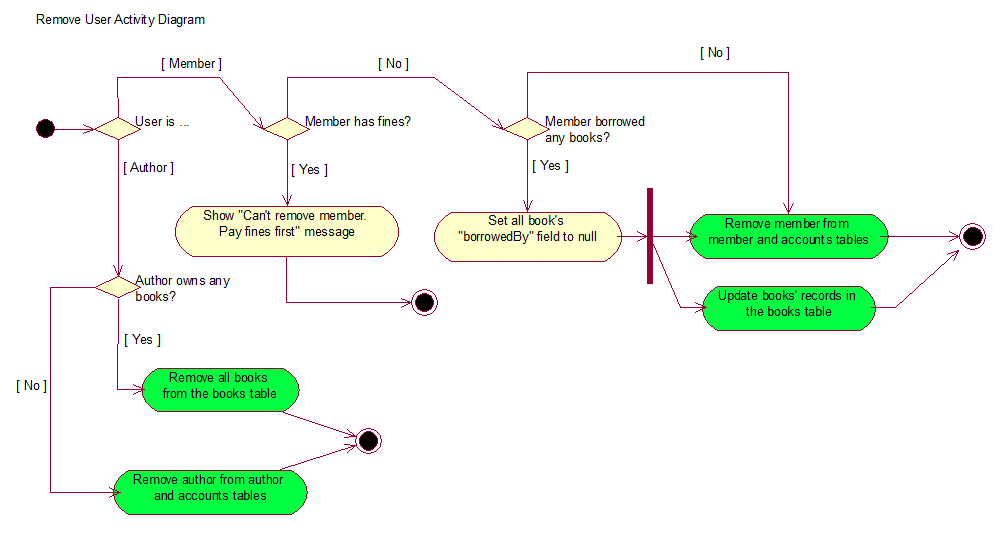 Remove User Activity Diagram
[ Member ]
[ No ]
[ No ]
User is ...
Member has fines?
Member borrowed
any books?
[ Author ]
[ Yes ]
[ Yes ]
Show "Can't remove member.
Pay fines first" message
Set all book's
"borrowedBy" field to null
Remove member from
member and accounts tables
Author owns any
books?
Update books' records in
the books table
[ Yes ]
[ No ]
Remove all books
from the books table
Remove author from author
and accounts tables